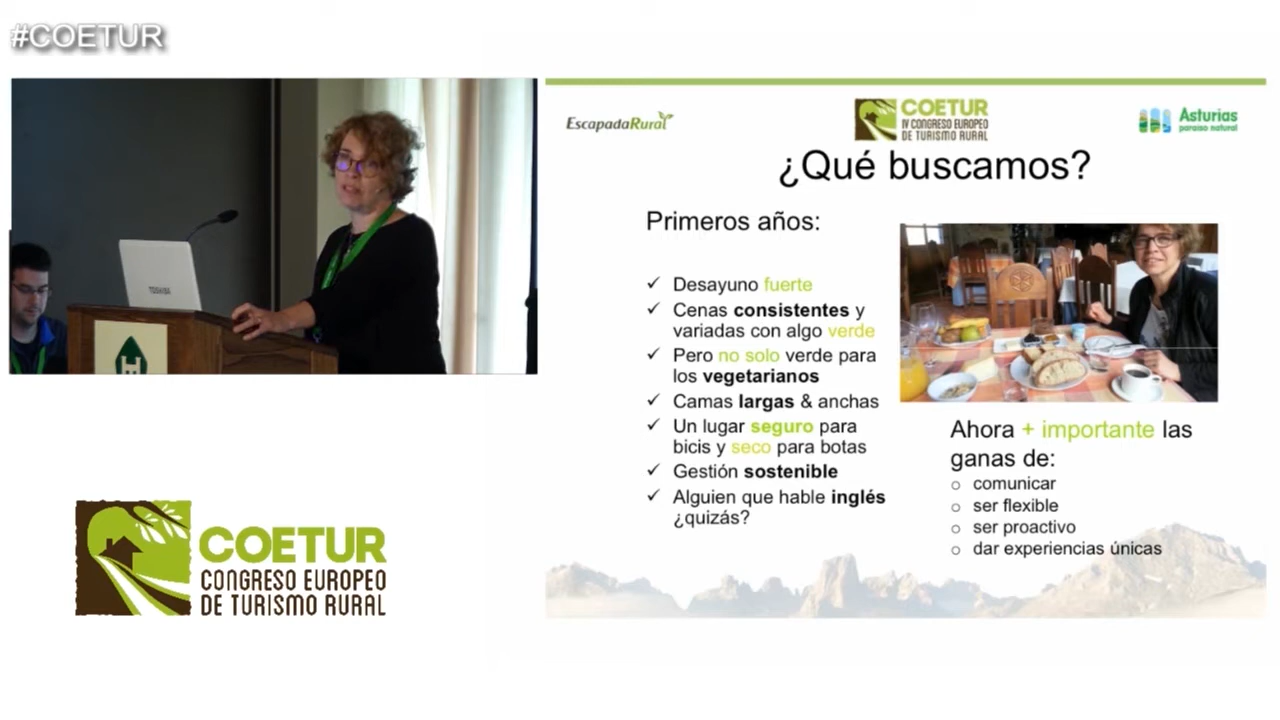 #COETUR
TOSHIBA
EscapadaRural
COETUR
IV CONGRESO EUROPEO
DE TURISMO RURAL
Asturias
paraíso natural
¿Qué buscamos?
Primeros años:
✓ Desayuno fuerte
✓ Cenas consistentes y
variadas con algo verde
✓ Pero no solo verde para
los vegetarianos
✓ Camas largas & anchas
✓ Un lugar seguro para
bicis y seco para botas
✓ Gestión sostenible
✓ Alguien que hable inglés
¿quizás?
Ahora + importante las
ganas de:
o comunicar
o ser flexible
o ser proactivo
o dar experiencias únicas
COETUR
CONGRESO EUROPEO
DE TURISMO RURAL